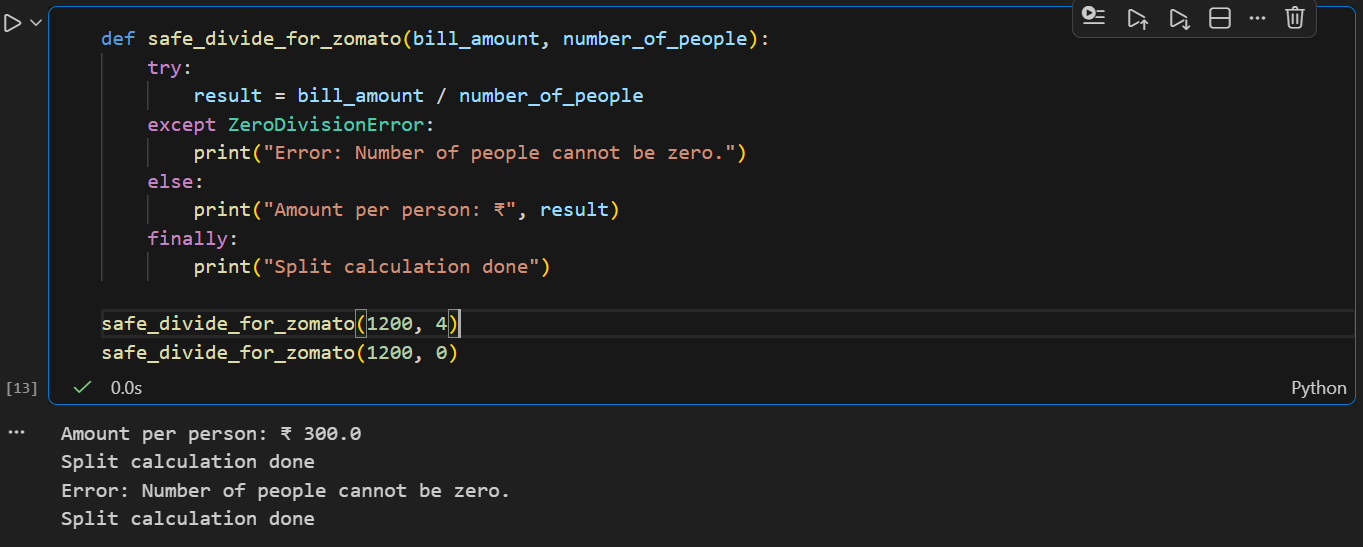 def safe_divide_for_zomato(bill_amount, number_of_people):
    try:
        result = bill_amount / number_of_people
    except ZeroDivisionError:
        print("Error: Number of people cannot be zero.")
    else:
        print("Amount per person: ₹", result)
    finally:
        print("Split calculation done")

safe_divide_for_zomato(1200, 4)
safe_divide_for_zomato(1200, 0)
[13] 0.0s Python
Amount per person: ₹ 300.0
Split calculation done
Error: Number of people cannot be zero.
Split calculation done